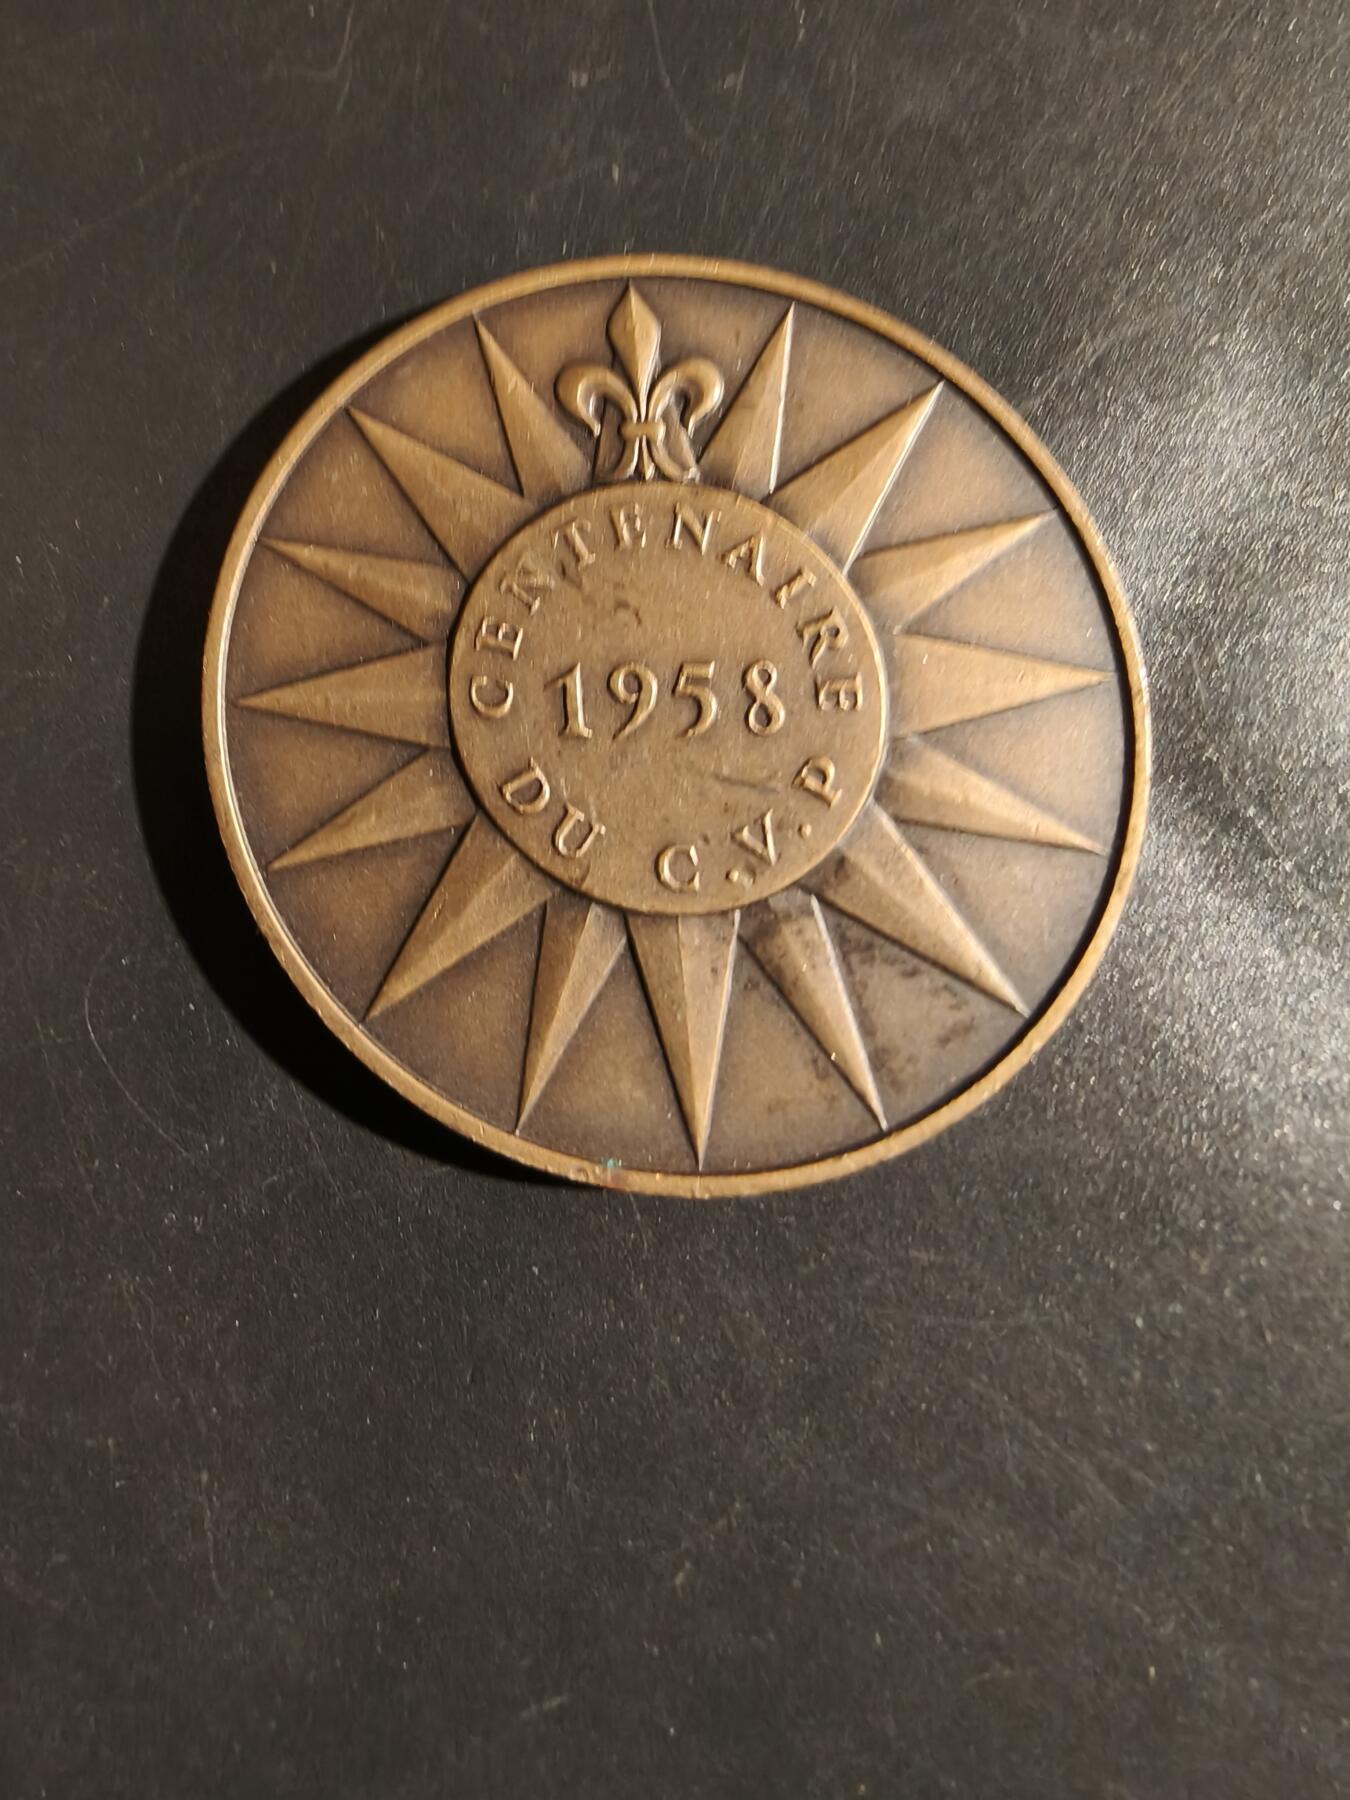 CENTENAIRE
1958
DU C.V.P